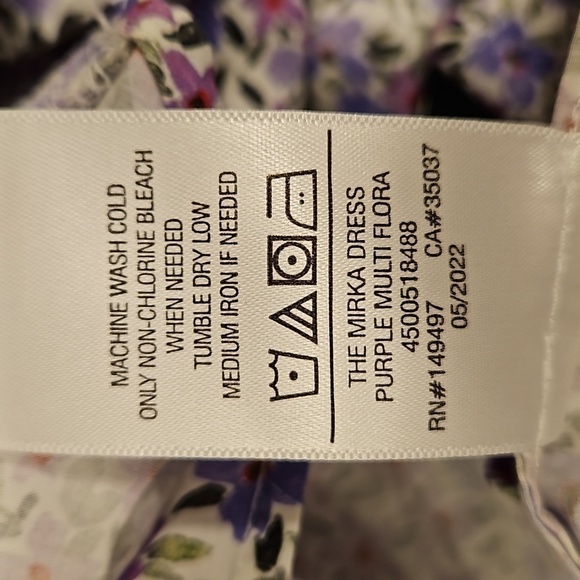 MACHINE WASH COLD
ONLY NON-CHLORINE BLEACH
WHEN NEEDED
TUMBLE DRY LOW
MEDIUM IRON IF NEEDED
THE MIRKA DRESS
PURPLE MULTI FLORA
4500518488
RN#149497 CA#35037
05/2022